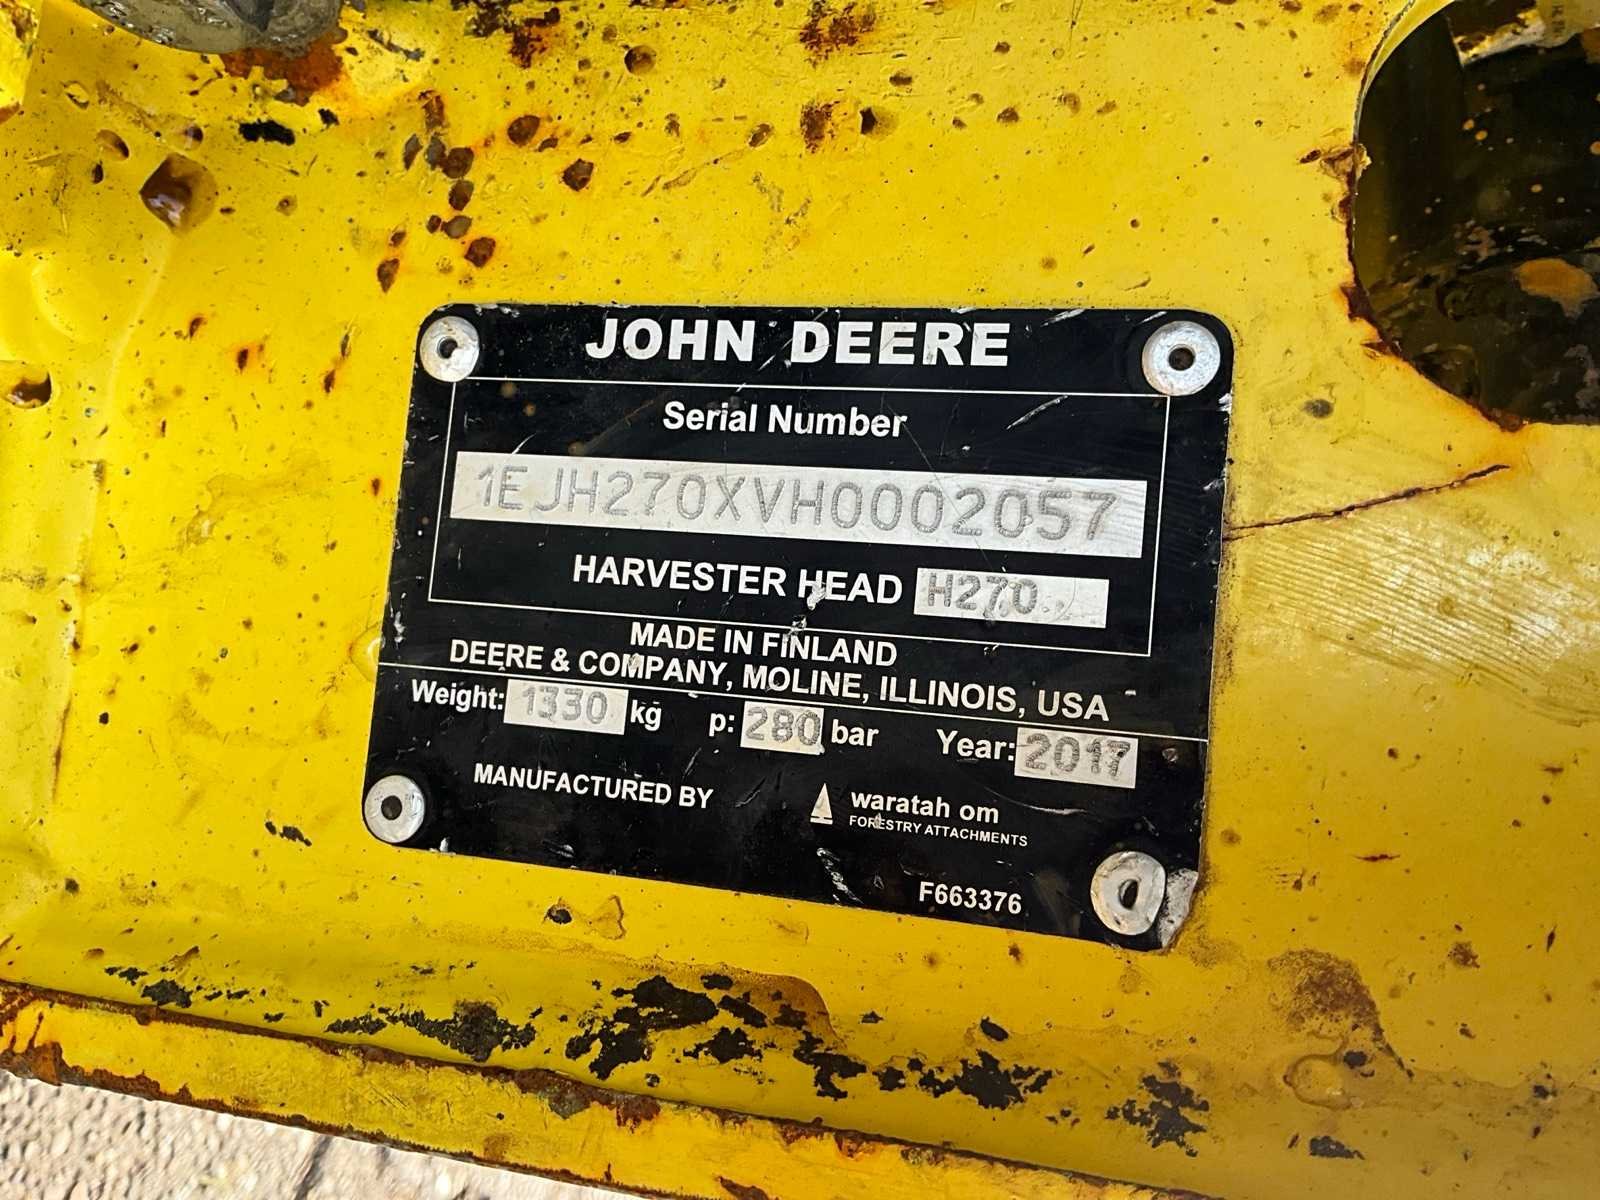 JOHN DEERE
Serial Number
1EJH270XVH0002057
HARVESTER HEAD H270
MADE IN FINLAND
DEERE & COMPANY, MOLINE, ILLINOIS, USA
Weight: 1330 kg p: 280 bar Year: 2017
MANUFACTURED BY waratah om
FORESTRY ATTACHMENTS
F663376